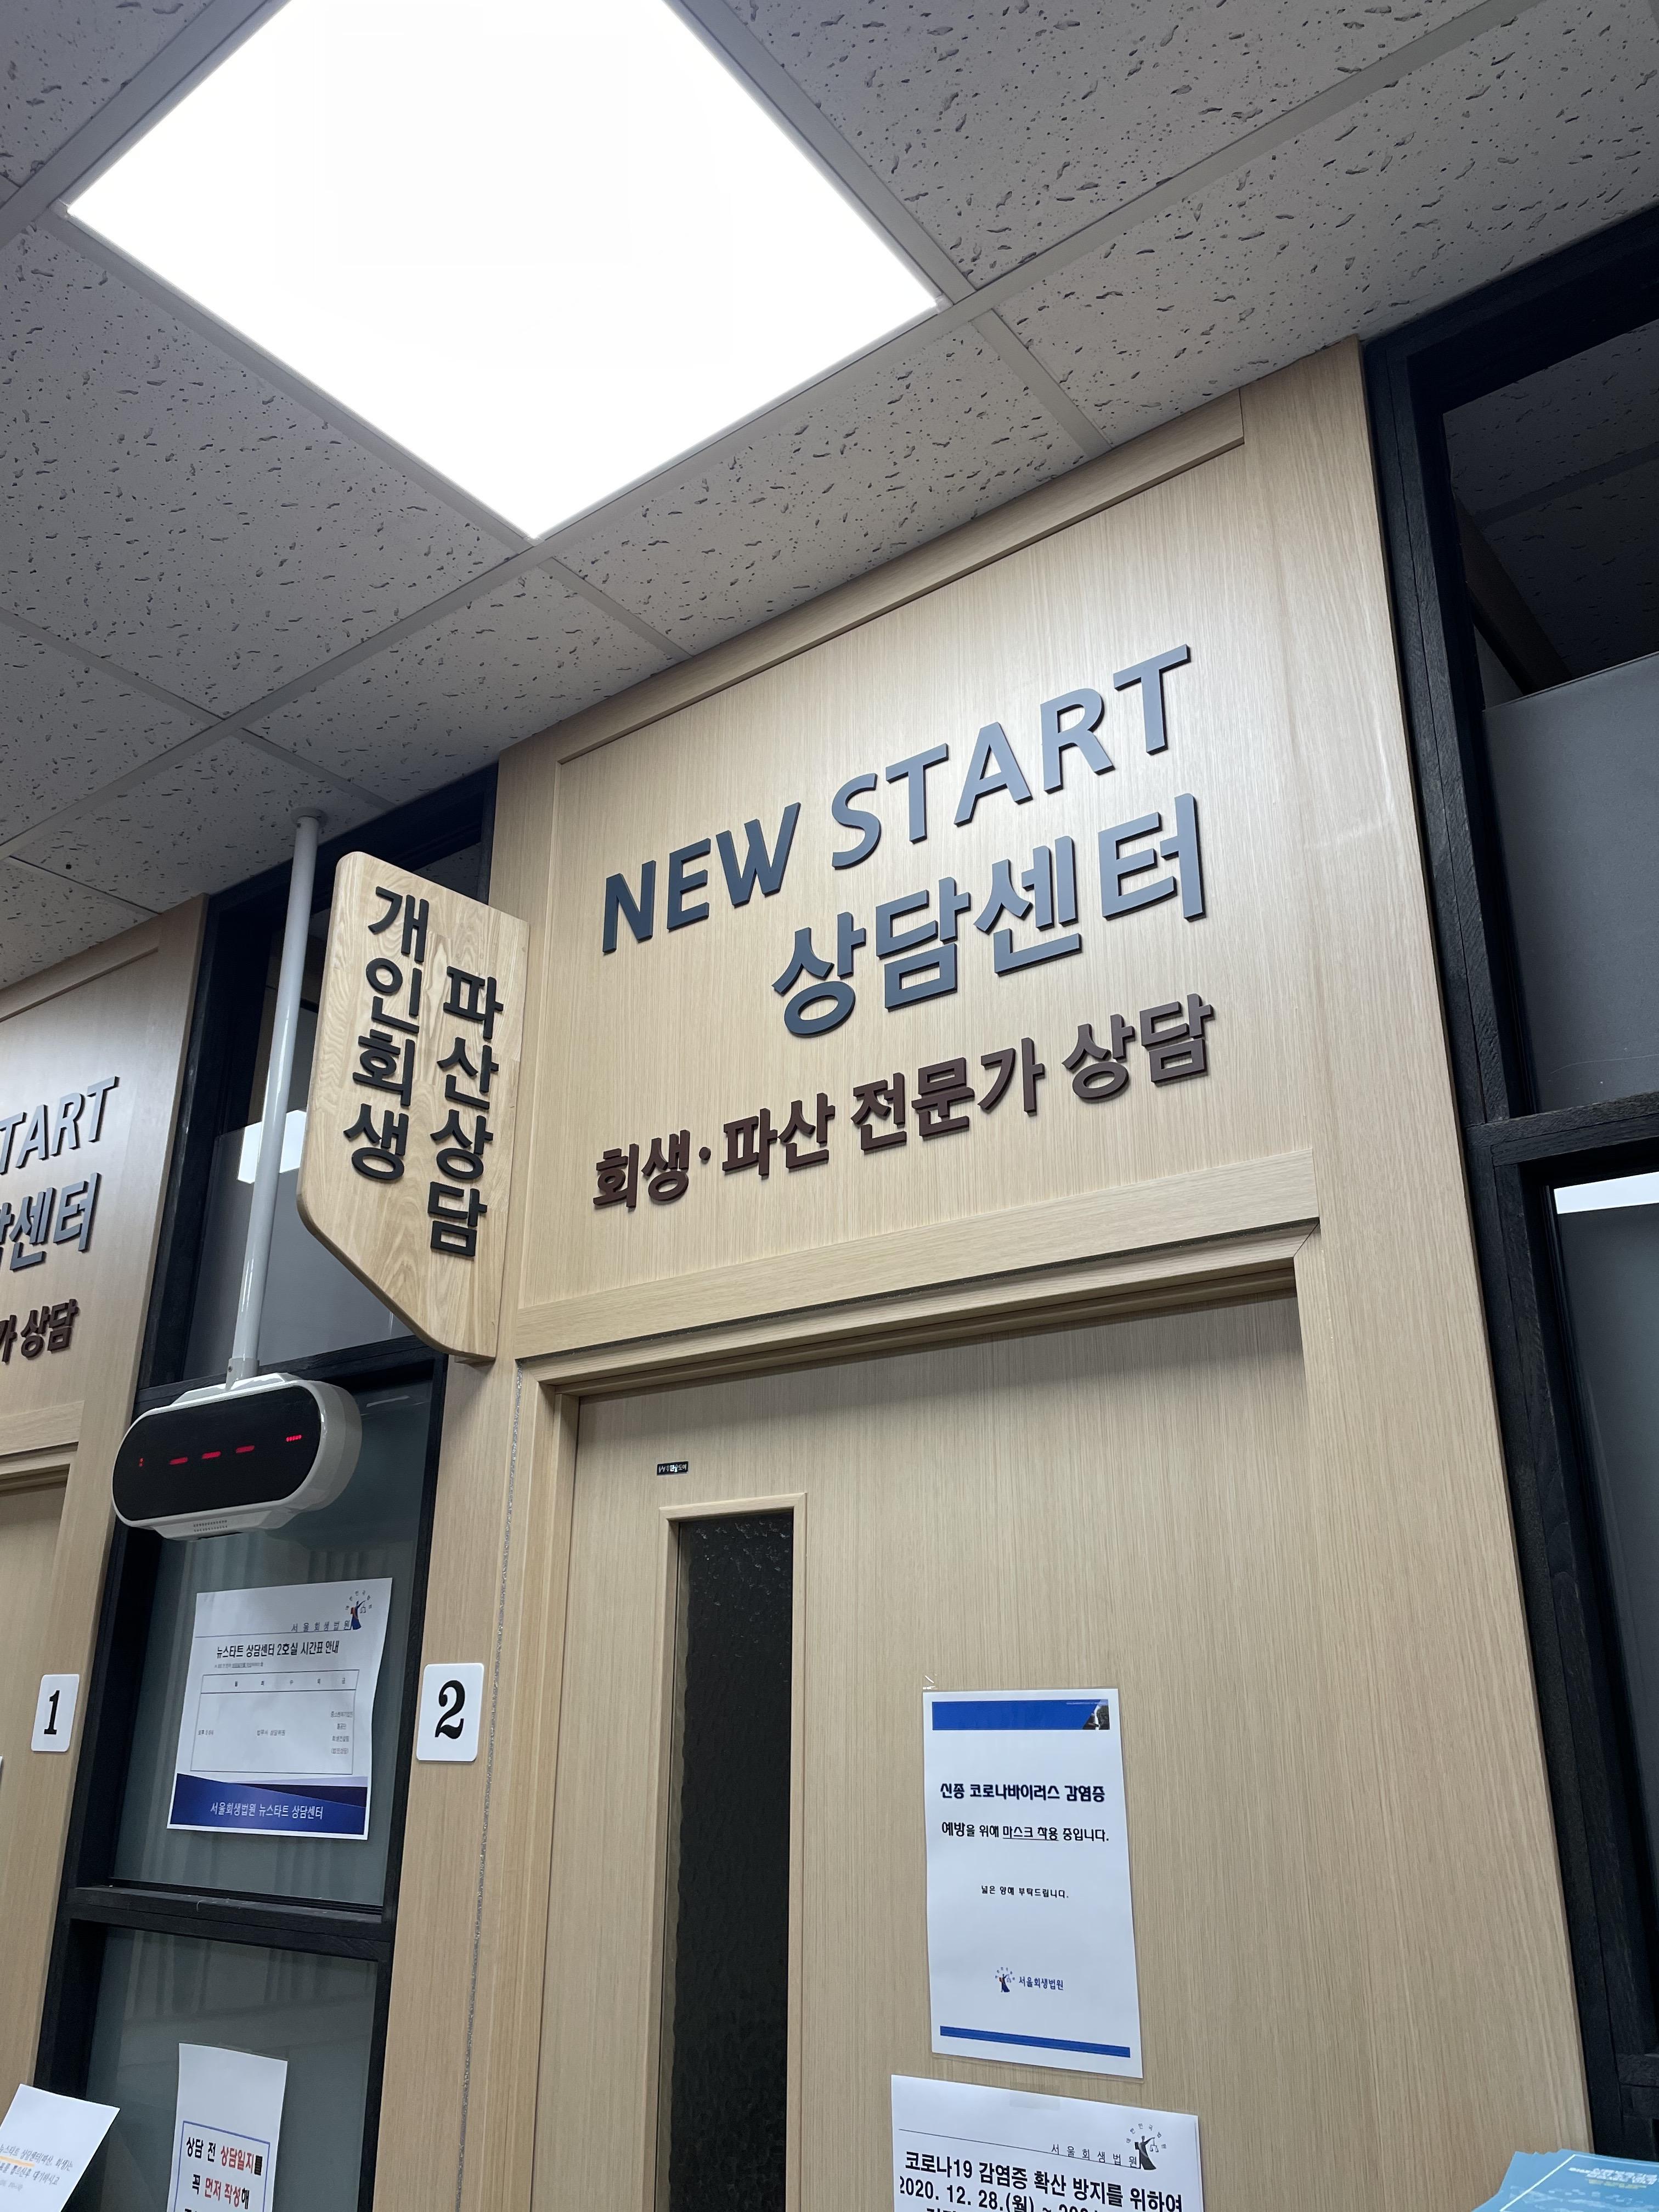 NEW START
상담센터
회생·파산 전문가 상담
개인회생
파산상담
START
센터
가 상담
1
2
서울회생법원
뉴스타트 상담센터 2호실 시간표 안내
월 화 수 목 금
서울회생법원 뉴스타트 상담센터
신종 코로나바이러스 감염증
예방을 위해 마스크 착용 중입니다.
넓은 양해 부탁드립니다.
서울회생법원
서울회생법원
코로나19 감염증 확산 방지를 위하여
2020. 12. 28.(월) ~
상담 전 상담일지를
꼭 먼저 작성해